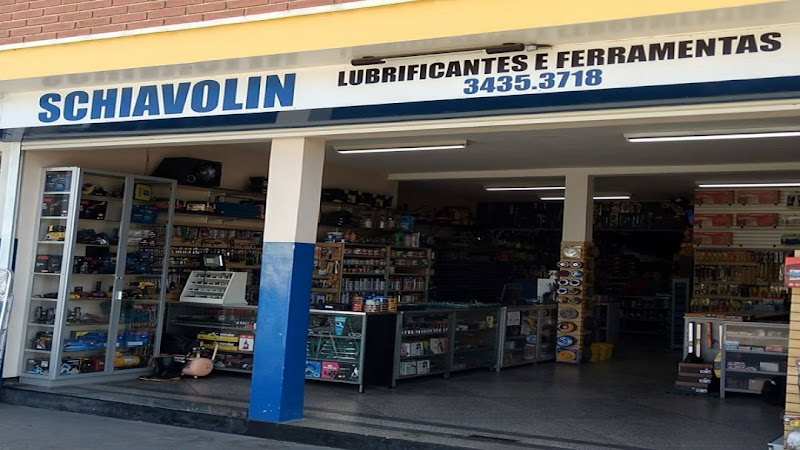 SCHIAVOLIN
LUBRIFICANTES E FERRAMENTAS
3435.3718